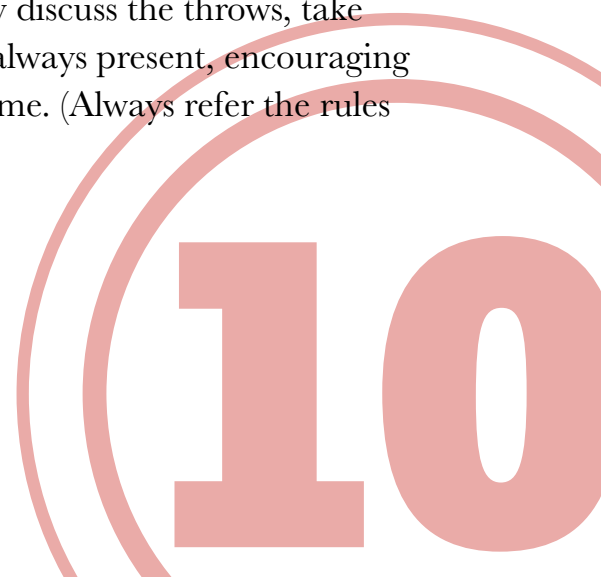 discuss the throws, take
always present, encouraging
me. (Always refer the rules
10